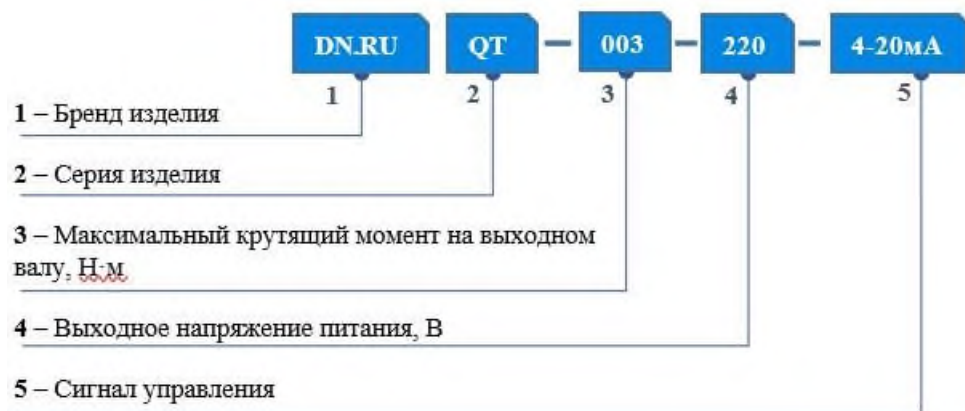 DN.RU QT – 003 – 220 – 4-20мА
1 2 3 4 5
1 – Бренд изделия
2 – Серия изделия
3 – Максимальный крутящий момент на выходном
валу, Н·м
4 – Выходное напряжение питания, В
5 – Сигнал управления